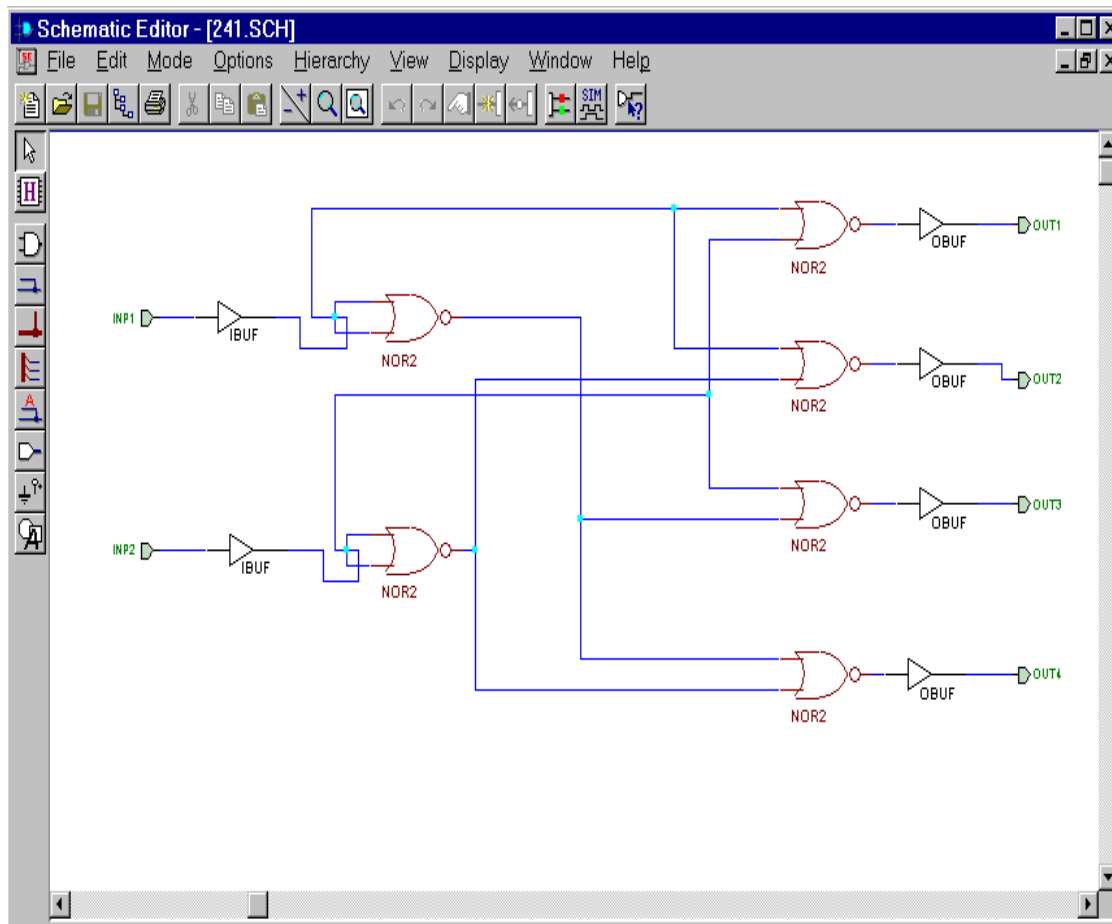 Schematic Editor - [241.SCH]
File Edit Mode Options Hierarchy View Display Window Help
SIM
H
A
A
OUT1
OBUF
NOR2
INP1
IBUF
NOR2
OBUF
OUT2
NOR2
OUT3
OBUF
NOR2
INP2
IBUF
NOR2
OUT4
OBUF
NOR2